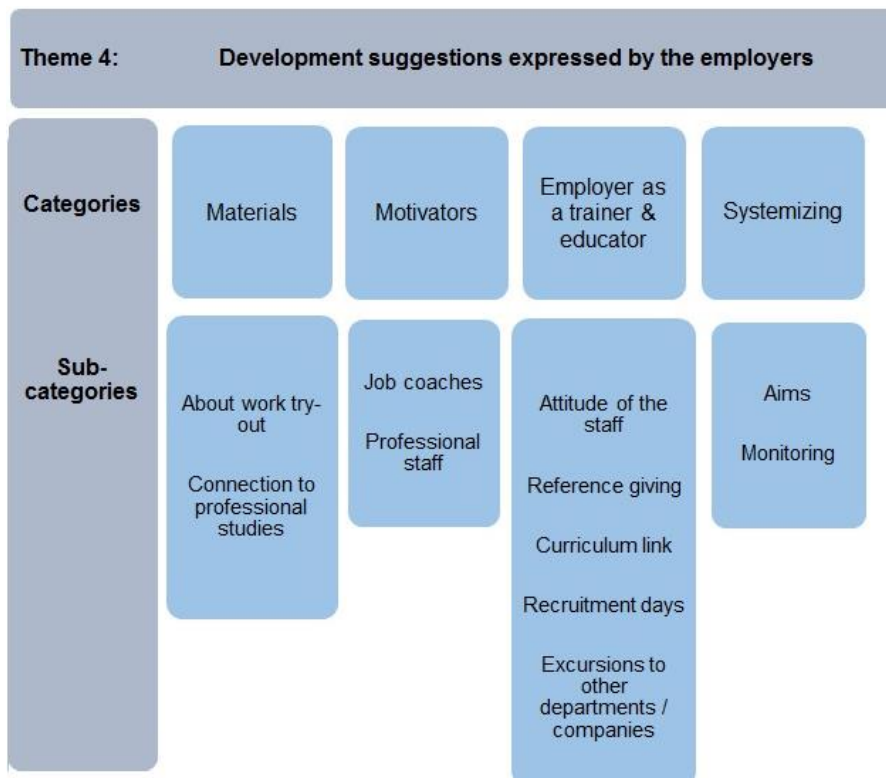 Theme 4: Development suggestions expressed by the employers
Categories
Materials
Motivators
Employer as
a trainer &
educator
Systemizing
Sub-
categories
About work try-
out
Connection to
professional
studies
Job coaches
Professional
staff
Attitude of the
staff
Reference giving
Curriculum link
Recruitment days
Excursions to
other
departments /
companies
Aims
Monitoring